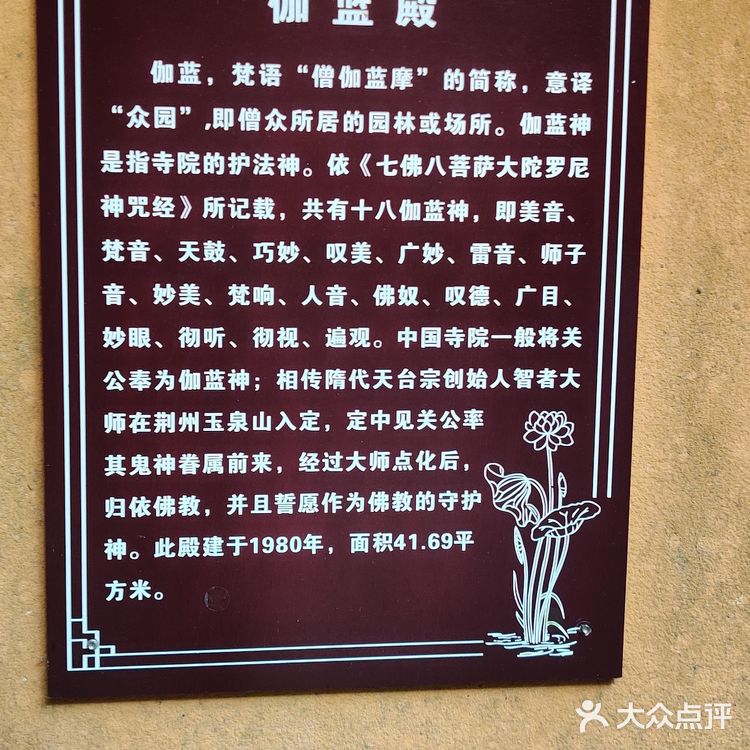 伽蓝殿
伽蓝，梵语“僧伽蓝摩”的简称，意译
“众园”,即僧众所居的园林或场所。伽蓝神
是指寺院的护法神。依《七佛八菩萨大陀罗尼
神咒经》所记载，共有十八伽蓝神，即美音、
梵音、天鼓、巧妙、叹美、广妙、雷音、师子
音、妙美、梵响、人音、佛奴、叹德、广目、
妙眼、彻听、彻视、遍观。中国寺院一般将关
公奉为伽蓝神；相传隋代天台宗创始人智者大
师在荆州玉泉山入定，定中见关公率
其鬼神眷属前来，经过大师点化后，
归依佛教，并且誓愿作为佛教的守护
神。此殿建于1980年，面积41.69平
方米。
大众点评